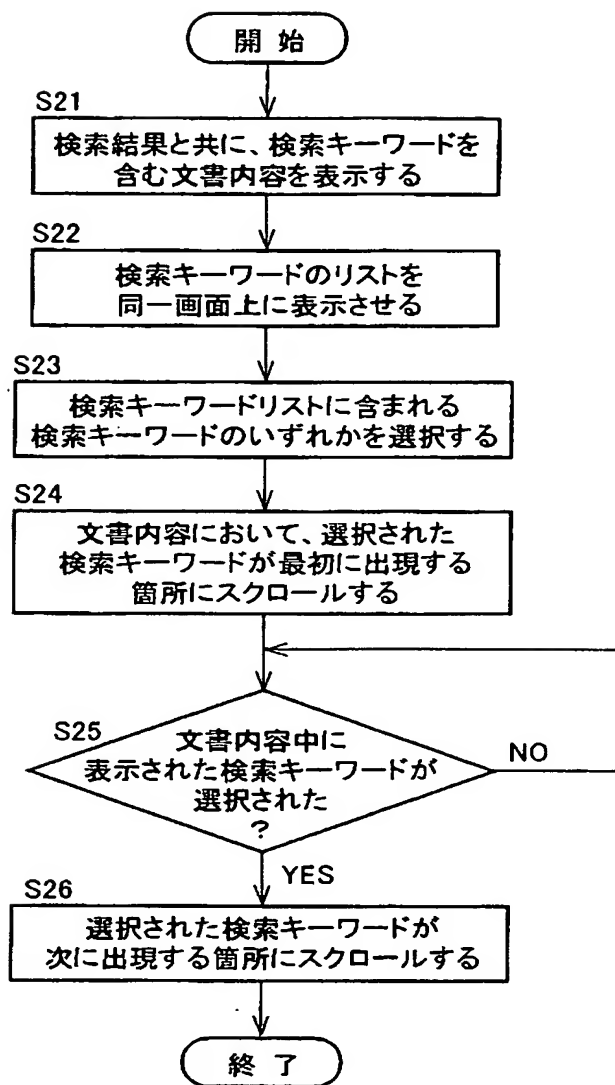 開始
S21
検索結果と共に、検索キーワードを
含む文書内容を表示する
S22
検索キーワードのリストを
同一画面上に表示させる
S23
検索キーワードリストに含まれる
検索キーワードのいずれかを選択する
S24
文書内容において、選択された
検索キーワードが最初に出現する
箇所にスクロールする
S25
文書内容中に
表示された検索キーワードが
選択された
?
NO
YES
S26
選択された検索キーワードが
次に出現する箇所にスクロールする
終了